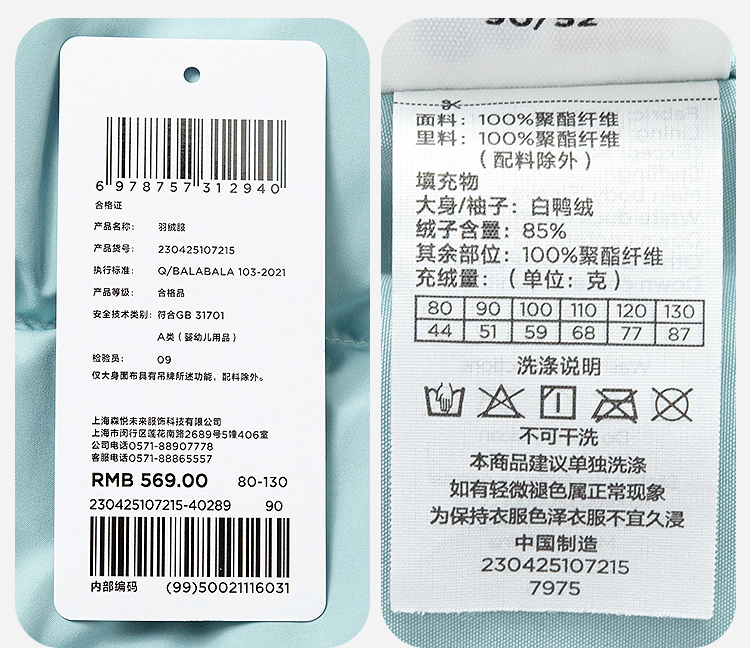 6 978757 312940
合格证
产品名称: 羽绒服
产品货号: 230425107215
执行标准: Q/BALABALA 103-2021
产品等级: 合格品
安全技术类别: 符合GB 31701
A类（婴幼儿用品）
检验员: 09
仅大身面布具有吊牌所述功能，配料除外。
上海森悦未来服饰科技有限公司
上海市闵行区莲花南路2689号5幢406室
公司电话0571-88907778
客服电话0571-88865557
RMB 569.00 80-130
230425107215-40289 90
内部编码 (99)50021116031
90/52
面料：100%聚酯纤维
里料：100%聚酯纤维
（配料除外）
填充物
大身/袖子：白鸭绒
绒子含量：85%
其余部位：100%聚酯纤维
充绒量：（单位：克）
80 90 100 110 120 130
44 51 59 68 77 87
洗涤说明
不可干洗
本商品建议单独洗涤
如有轻微褪色属正常现象
为保持衣服色泽衣服不宜久浸
中国制造
230425107215
7975